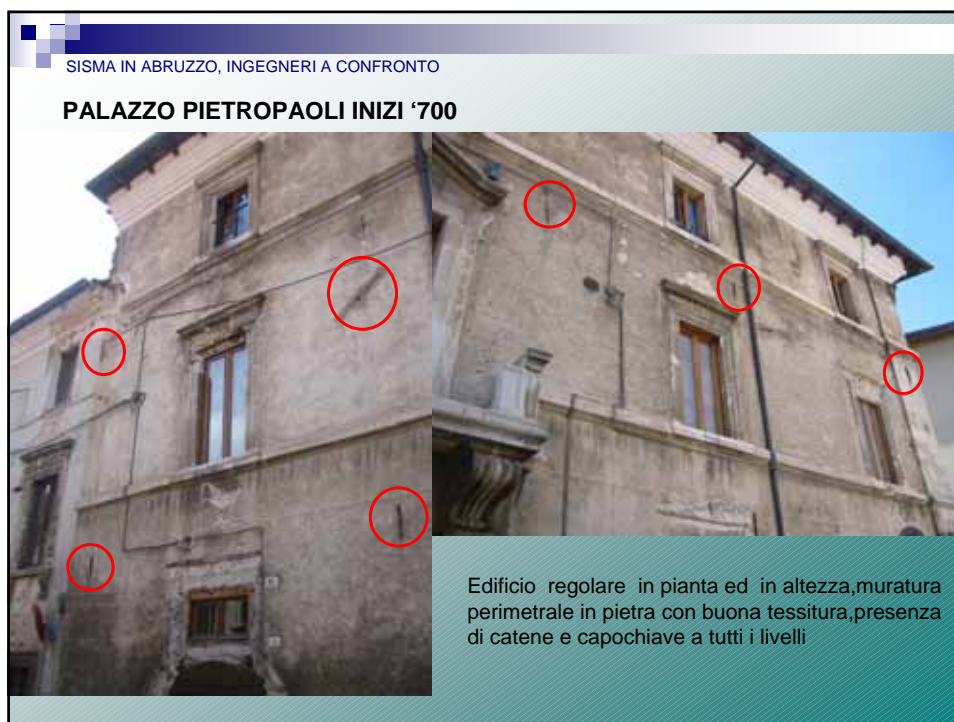 SISMA IN ABRUZZO, INGEGNERI A CONFRONTO
PALAZZO PIETROPAOLI INIZI ‘700
Edificio regolare in pianta ed in altezza,muratura
perimetrale in pietra con buona tessitura,presenza
di catene e capochiave a tutti i livelli